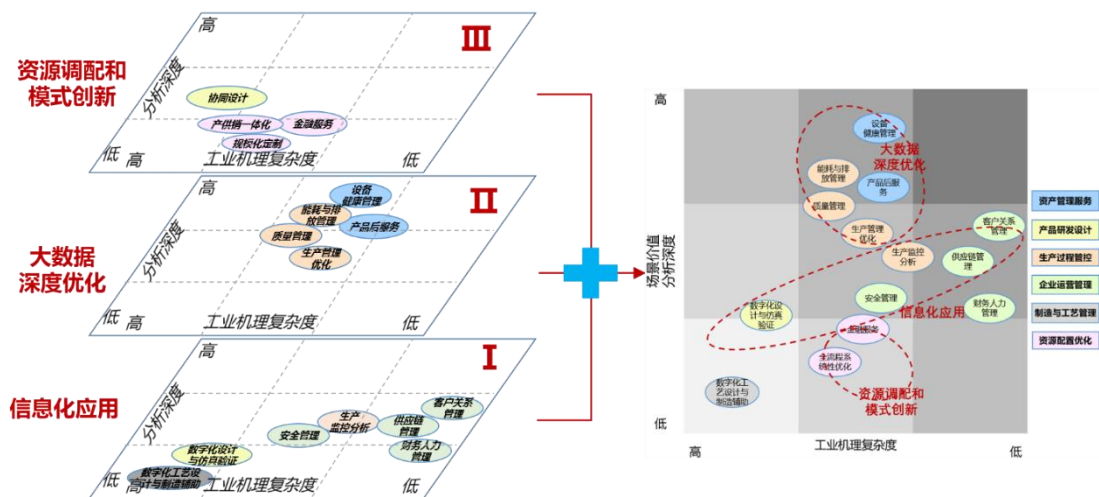 资源调配和
模式创新
高
分析深度
低
高
工业机理复杂度
低
III
协同设计
产供销一体化
金融服务
规模化定制
大数据
深度优化
高
分析深度
低
高
工业机理复杂度
低
II
设备
健康管理
能耗与排
放管理
产品后服务
质量管理
生产管理
优化
信息化应用
高
分析深度
低
高
工业机理复杂度
低
I
客户关系
管理
生产
监控分析
供应链
管理
安全管理
财务人力
管理
数字化设计
与仿真验证
数字化工艺设
计与制造辅助
高
场景价值
分析深度
低
高
工业机理复杂度
低
设备
健康管理
大数据
深度优化
能耗与排
放管理
产品后服
务
质量管理
生产管理
优化
客户关系
管理
生产监控
分析
供应链管
理
安全管理
财务人力
管理
信息化应用
数字化设
计与仿真
验证
金融服务
全流程系
统性优化
资源调配和
模式创新
数字化工
艺设计与
制造辅助
资产管理服务
产品研发设计
生产过程管控
企业运营管理
制造与工艺管理
资源配置优化